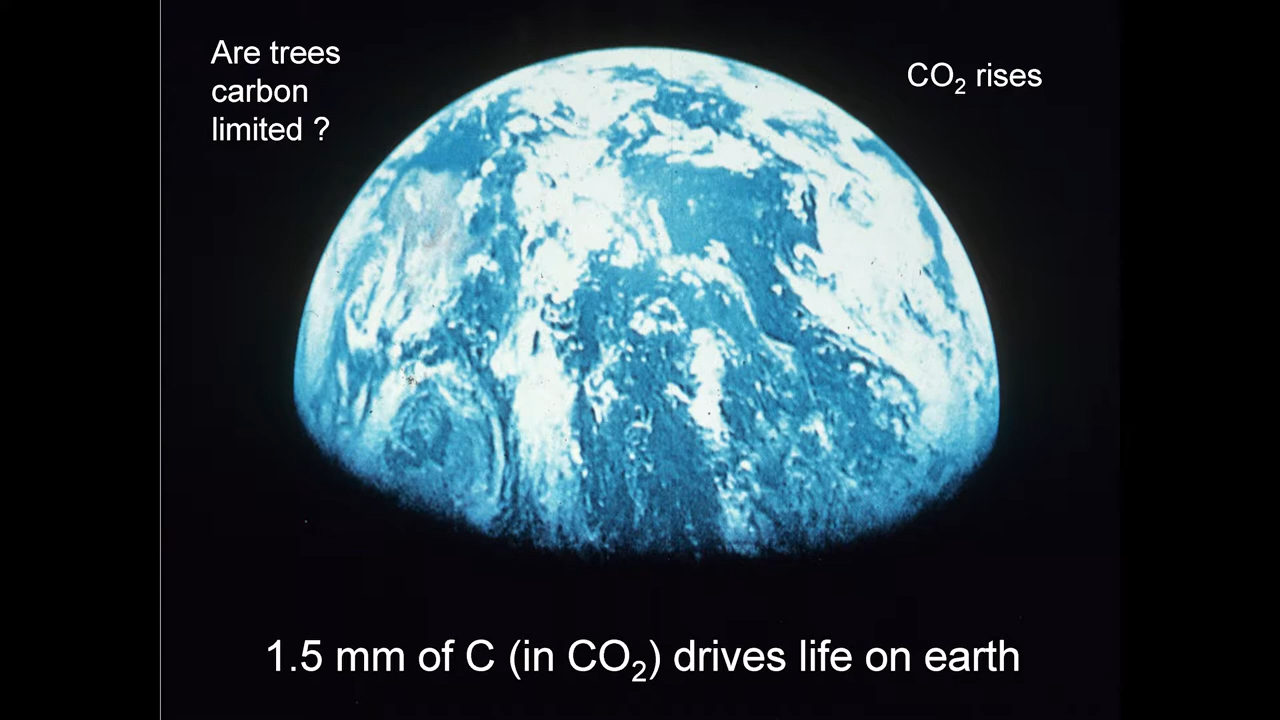 Are trees
carbon
limited ?
CO₂ rises
1.5 mm of C (in CO₂) drives life on earth